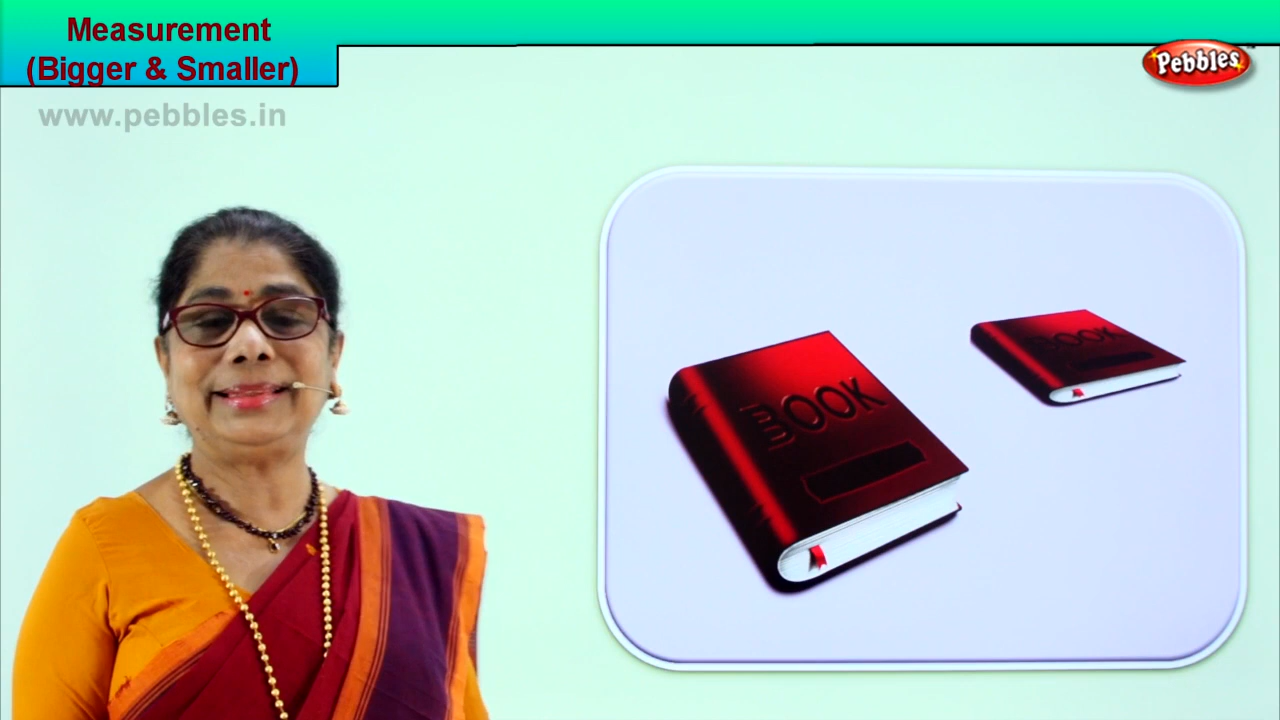 Measurement
(Bigger & Smaller)
Pebbles
www.pebbles.in
BOOK
BOOK